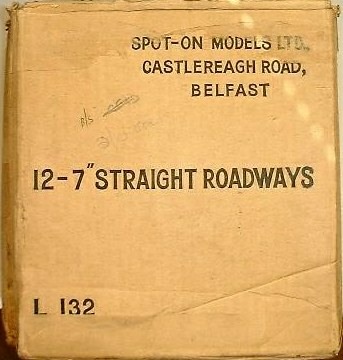 SPOT-ON MODELS LTD.,
CASTLEREAGH ROAD,
BELFAST
12-7" STRAIGHT ROADWAYS
L 132